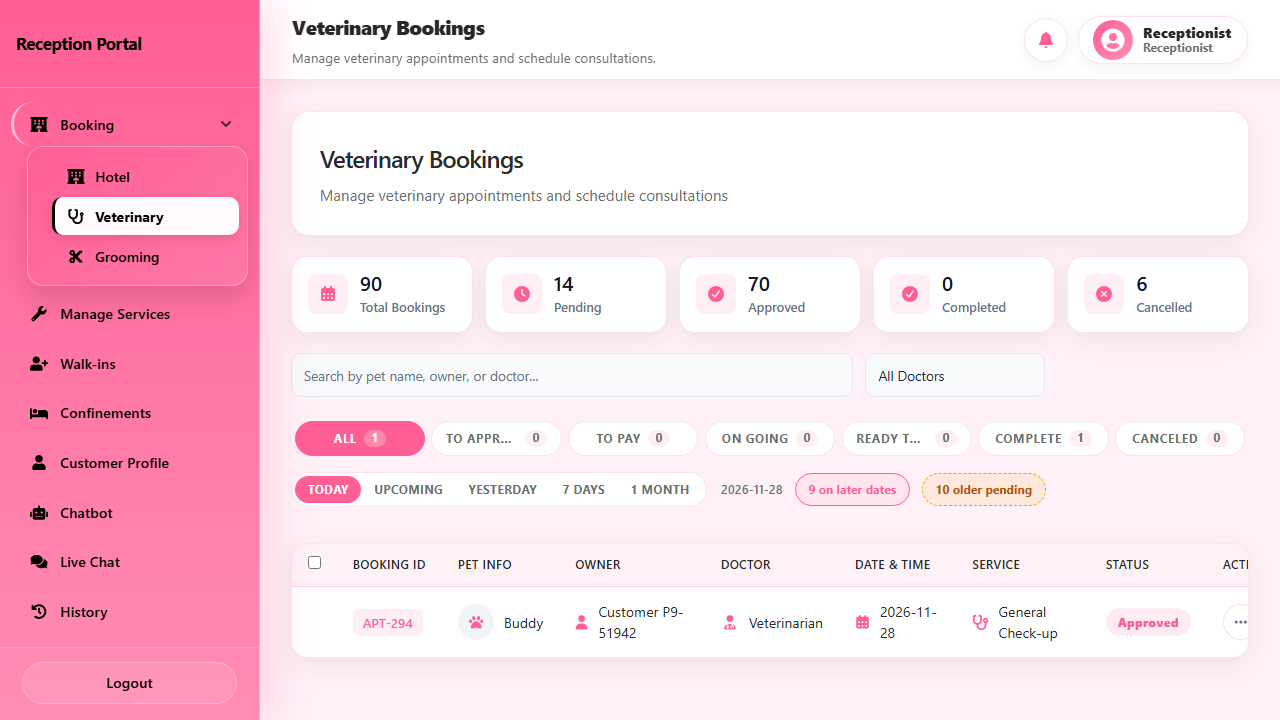 Reception Portal
Booking
Hotel
Veterinary
Grooming
Manage Services
Walk-ins
Confinements
Customer Profile
Chatbot
Live Chat
History
Logout
Veterinary Bookings
Manage veterinary appointments and schedule consultations.
Receptionist
Receptionist
Veterinary Bookings
Manage veterinary appointments and schedule consultations
90
Total Bookings
14
Pending
70
Approved
0
Completed
6
Cancelled
Search by pet name, owner, or doctor...
All Doctors
ALL 1
TO APPR... 0
TO PAY 0
ON GOING 0
READY T... 0
COMPLETE 1
CANCELED 0
TODAY UPCOMING YESTERDAY 7 DAYS 1 MONTH 2026-11-28 9 on later dates 10 older pending
BOOKING ID PET INFO OWNER DOCTOR DATE & TIME SERVICE STATUS ACTI
APT-294
Buddy
Customer P9-
51942
Veterinarian
2026-11-
28
General
Check-up
Approved